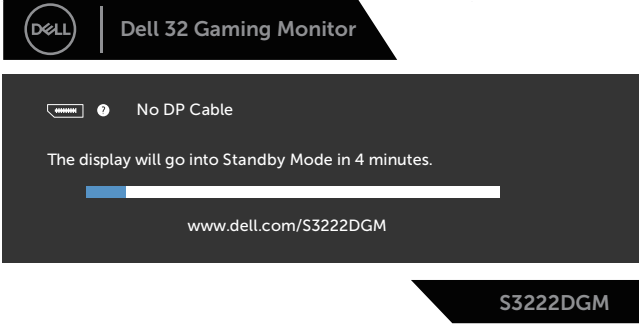 DELL
Dell 32 Gaming Monitor
? No DP Cable
The display will go into Standby Mode in 4 minutes.
www.dell.com/S3222DGM
S3222DGM